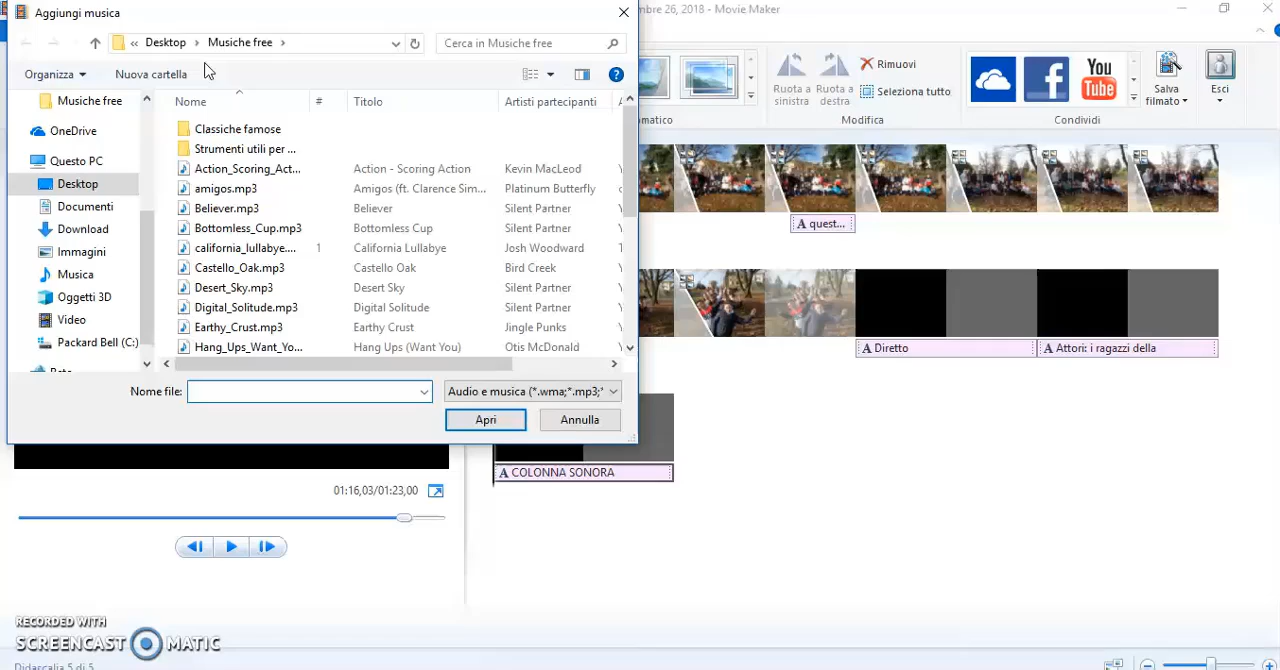 Aggiungi musica
mbre 26, 2018 - Movie Maker
« Desktop › Musiche free ›
Cerca in Musiche free
Organizza
Nuova cartella
Musiche free
OneDrive
Questo PC
Desktop
Documenti
Download
Immagini
Musica
Oggetti 3D
Video
Packard Bell (C:)
Nome # Titolo Artisti partecipanti
Classiche famose
Strumenti utili per ...
Action_Scoring_Act... Action - Scoring Action Kevin MacLeod
amigos.mp3 Amigos (ft. Clarence Sim... Platinum Butterfly
Believer.mp3 Believer Silent Partner
Bottomless_Cup.mp3 Bottomless Cup Silent Partner
california_lullabye.... 1 California Lullabye Josh Woodward
Castello_Oak.mp3 Castello Oak Bird Creek
Desert_Sky.mp3 Desert Sky Silent Partner
Digital_Solitude.mp3 Digital Solitude Silent Partner
Earthy_Crust.mp3 Earthy Crust Jingle Punks
Hang_Ups_Want_Yo... Hang Ups (Want You) Otis McDonald
Nome file:
Audio e musica (*.wma;*.mp3;*
Apri
Annulla
Ruota a sinistra
Ruota a destra
Rimuovi
Seleziona tutto
You Tube
Salva filmato
Esci
matico
Modifica
Condividi
A quest...
A Diretto
A Attori: i ragazzi della
A COLONNA SONORA
01:16,03/01:23,00
RECORDED WITH
SCREENCAST MATIC
Didascalia 5 di 5